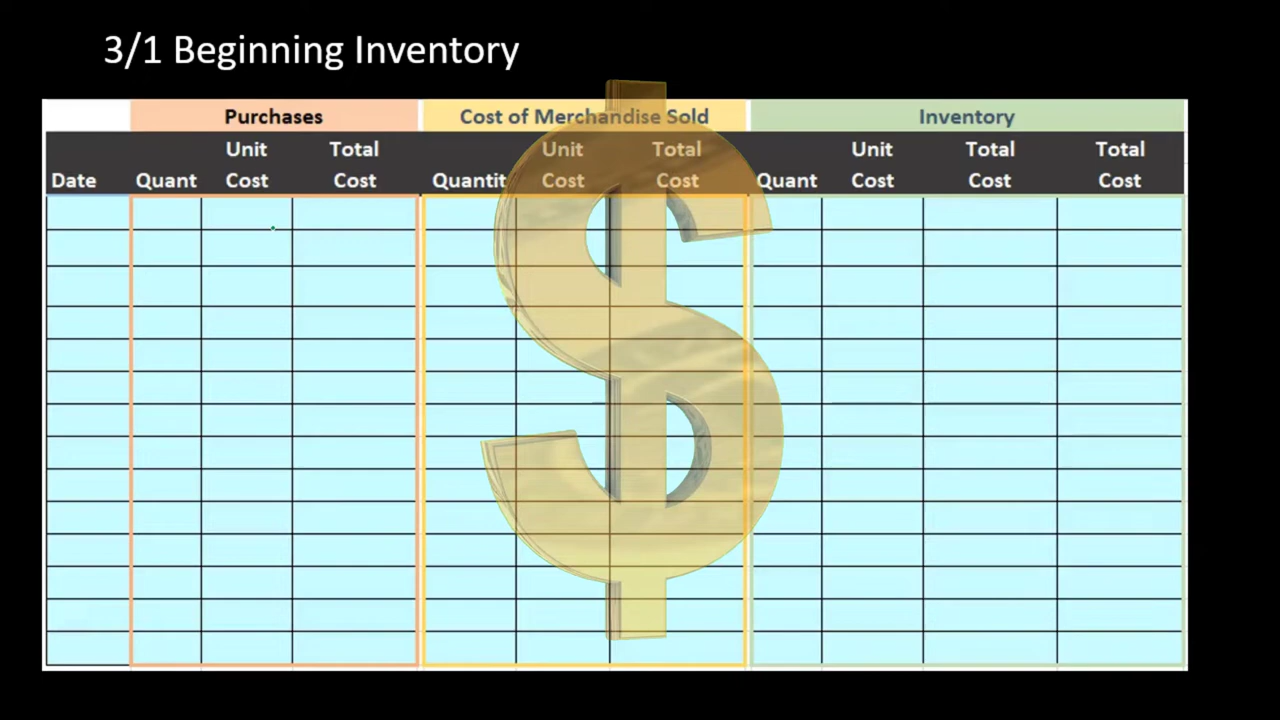 3/1 Beginning Inventory
Purchases Cost of Merchandise Sold Inventory
Unit Total Unit Total Unit Total Total
Date Quant Cost Cost Quantit Cost Cost Quant Cost Cost Cost